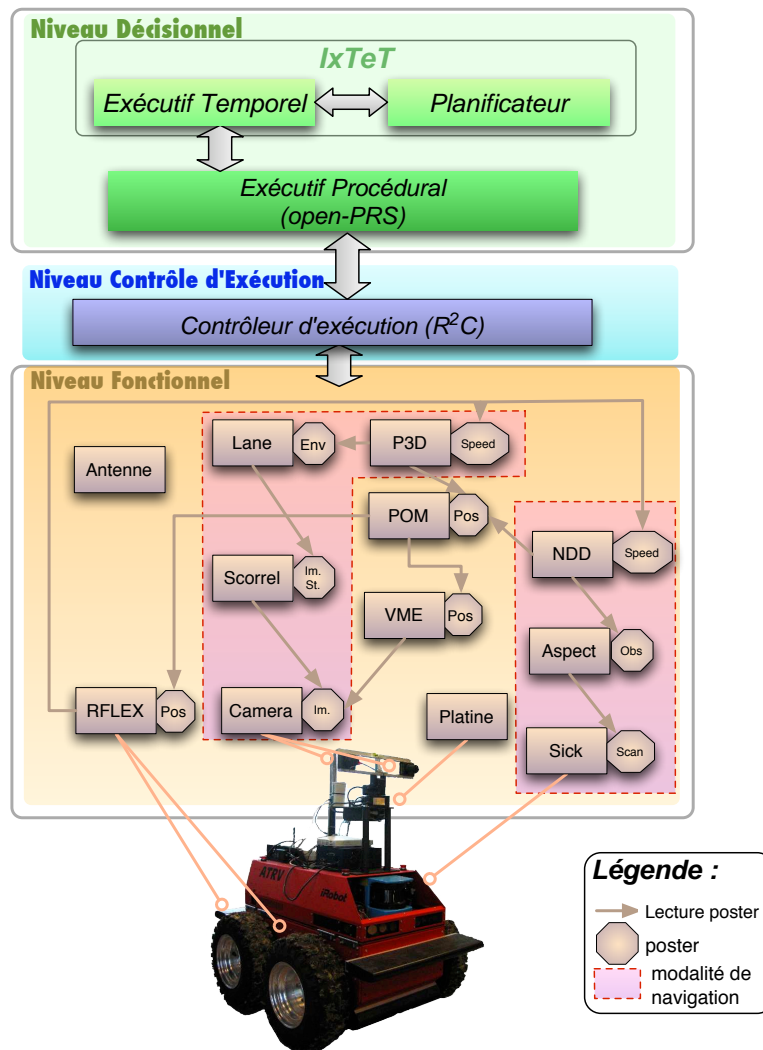 Niveau Décisionnel
IxTeT
Exécutif Temporel
Planificateur
Exécutif Procédural
(open-PRS)
Niveau Contrôle d'Exécution
Contrôleur d'exécution (R²C)
Niveau Fonctionnel
Lane
Env
P3D
Speed
Antenne
POM
Pos
NDD
Speed
Scorrel
Im.
St.
VME
Pos
Aspect
Obs
RFLEX
Pos
Camera
Im.
Platine
Sick
Scan
ATRV
iRobot
Légende :
Lecture poster
poster
modalité de
navigation